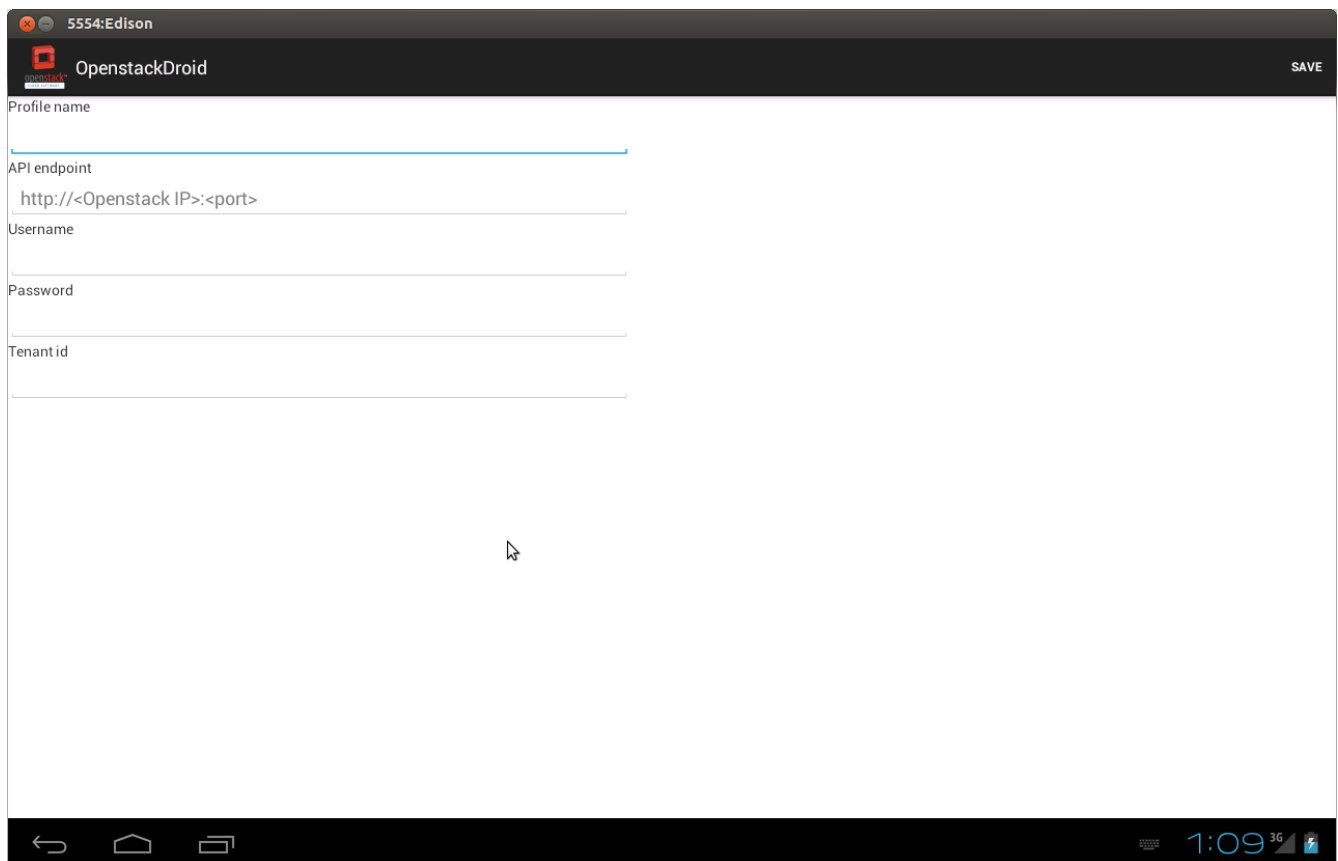 5554:Edison
openstack
OpenstackDroid
SAVE
Profile name
API endpoint
http://<Openstack IP>:<port>
Username
Password
Tenant id
1:09
3G